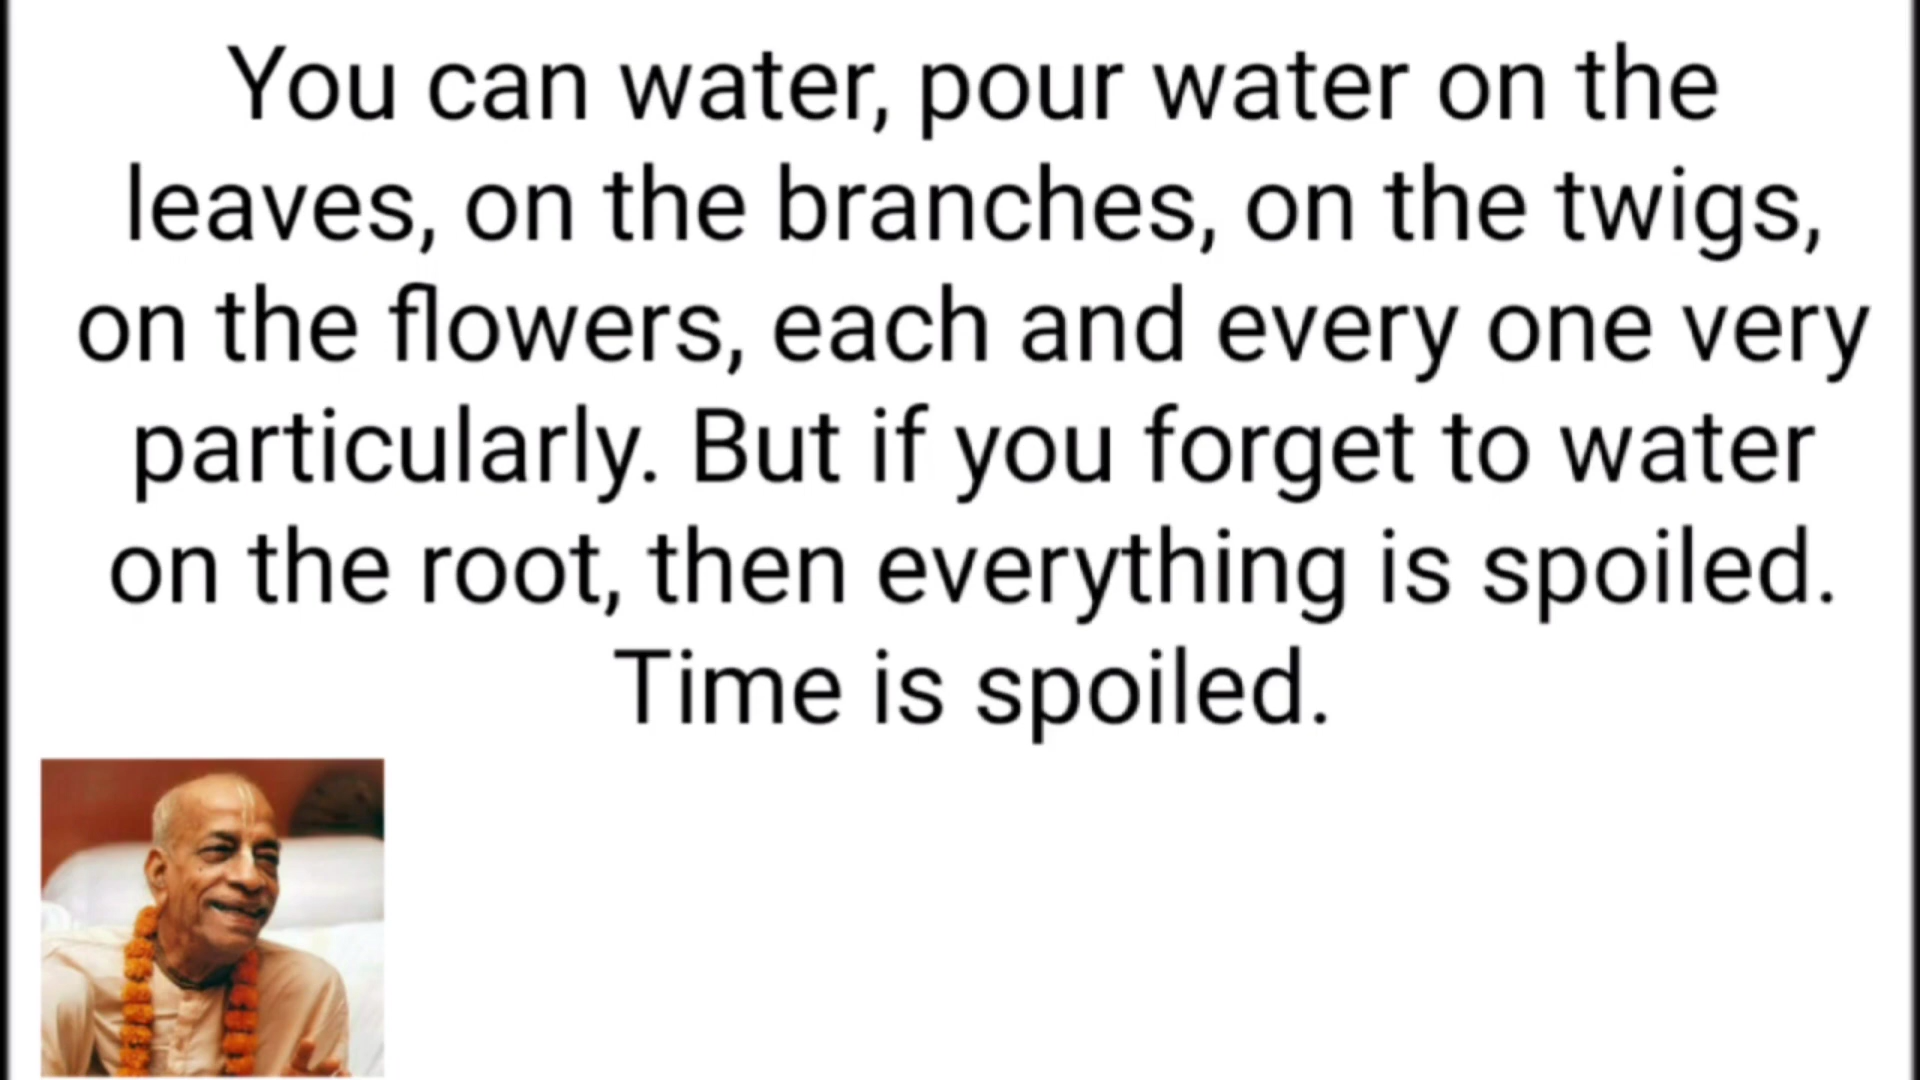 You can water, pour water on the
leaves, on the branches, on the twigs,
on the flowers, each and every one very
particularly. But if you forget to water
on the root, then everything is spoiled.
Time is spoiled.